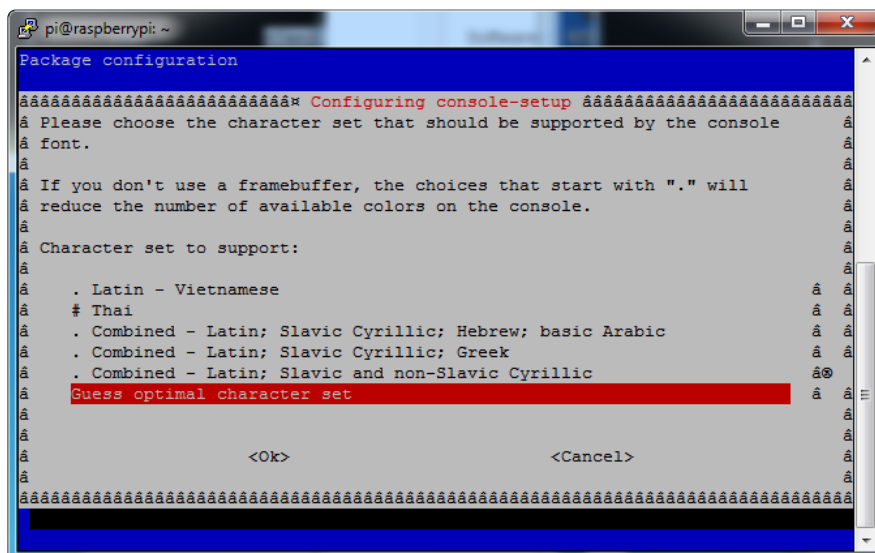 pi@raspberrypi: ~
Package configuration
ââââââââââââââââââââââââââ¤ Configuring console-setup ââââââââââââââââââââââââââ
â Please choose the character set that should be supported by the console â
â font. â
â â
â If you don't use a framebuffer, the choices that start with "." will â
â reduce the number of available colors on the console. â
â â
â Character set to support: â
â â
â . Latin - Vietnamese â â
â # Thai â â
â . Combined - Latin; Slavic Cyrillic; Hebrew; basic Arabic â â
â . Combined - Latin; Slavic Cyrillic; Greek â â
â . Combined - Latin; Slavic and non-Slavic Cyrillic â®
â Guess optimal character set â â
â â
â â
â <Ok> <Cancel> â
â â
ââââââââââââââââââââââââââââââââââââââââââââââââââââââââââââââââââââââââââââââââ